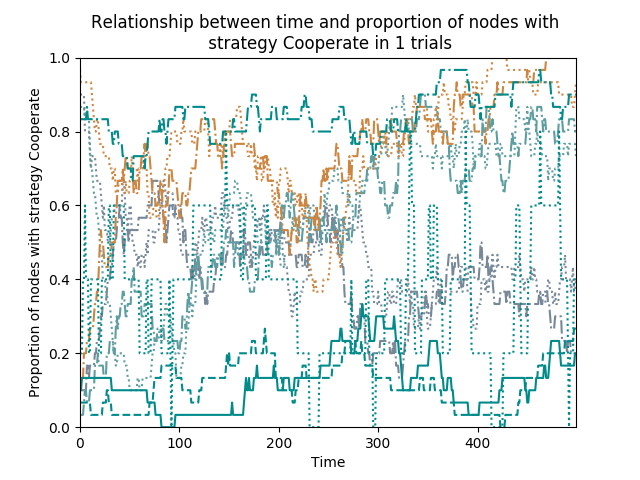 Relationship between time and proportion of nodes with
strategy Cooperate in 1 trials
Proportion of nodes with strategy Cooperate
1.0
0.8
0.6
0.4
0.2
0.0
0 100 200 300 400
Time